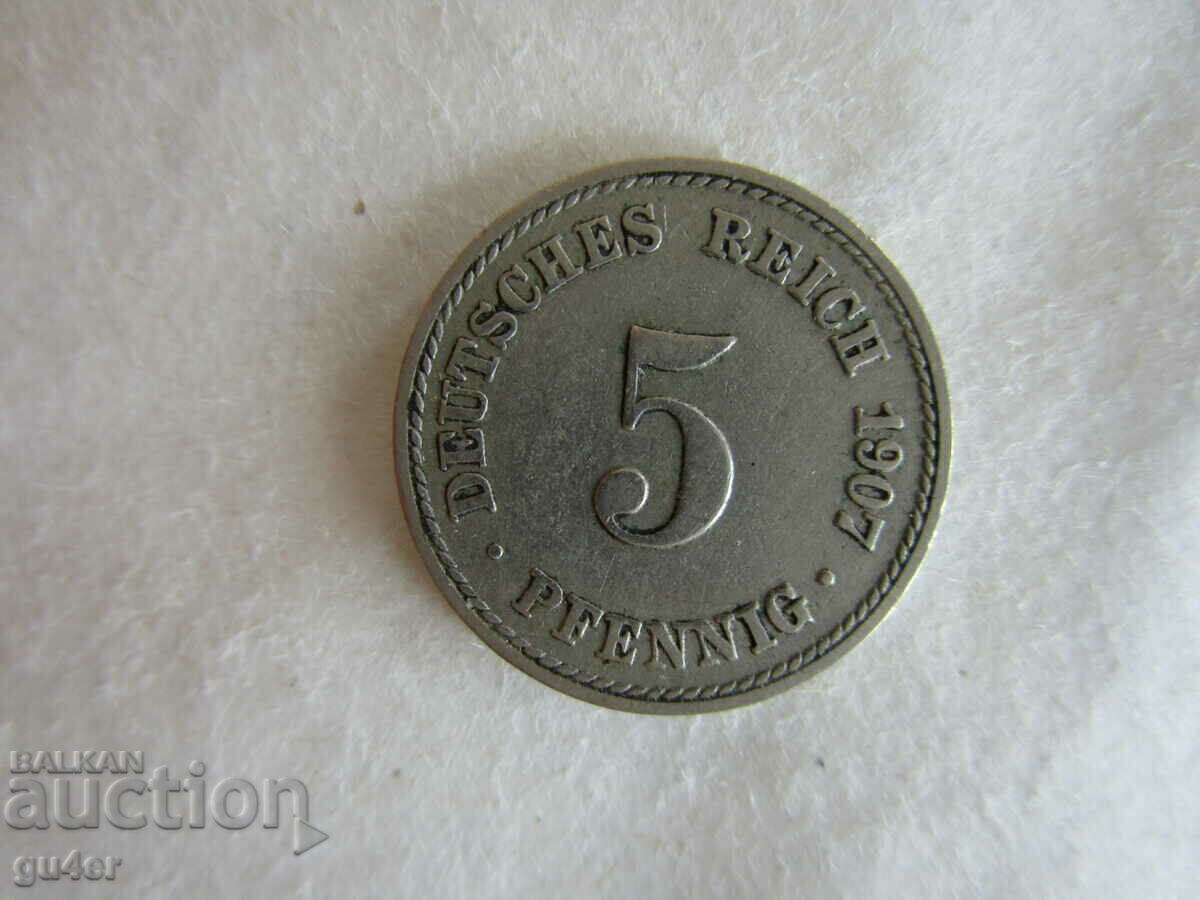 DEUTSCHES REICH 1907
5
· PFENNIG ·
BALKAN
auction
gu4er